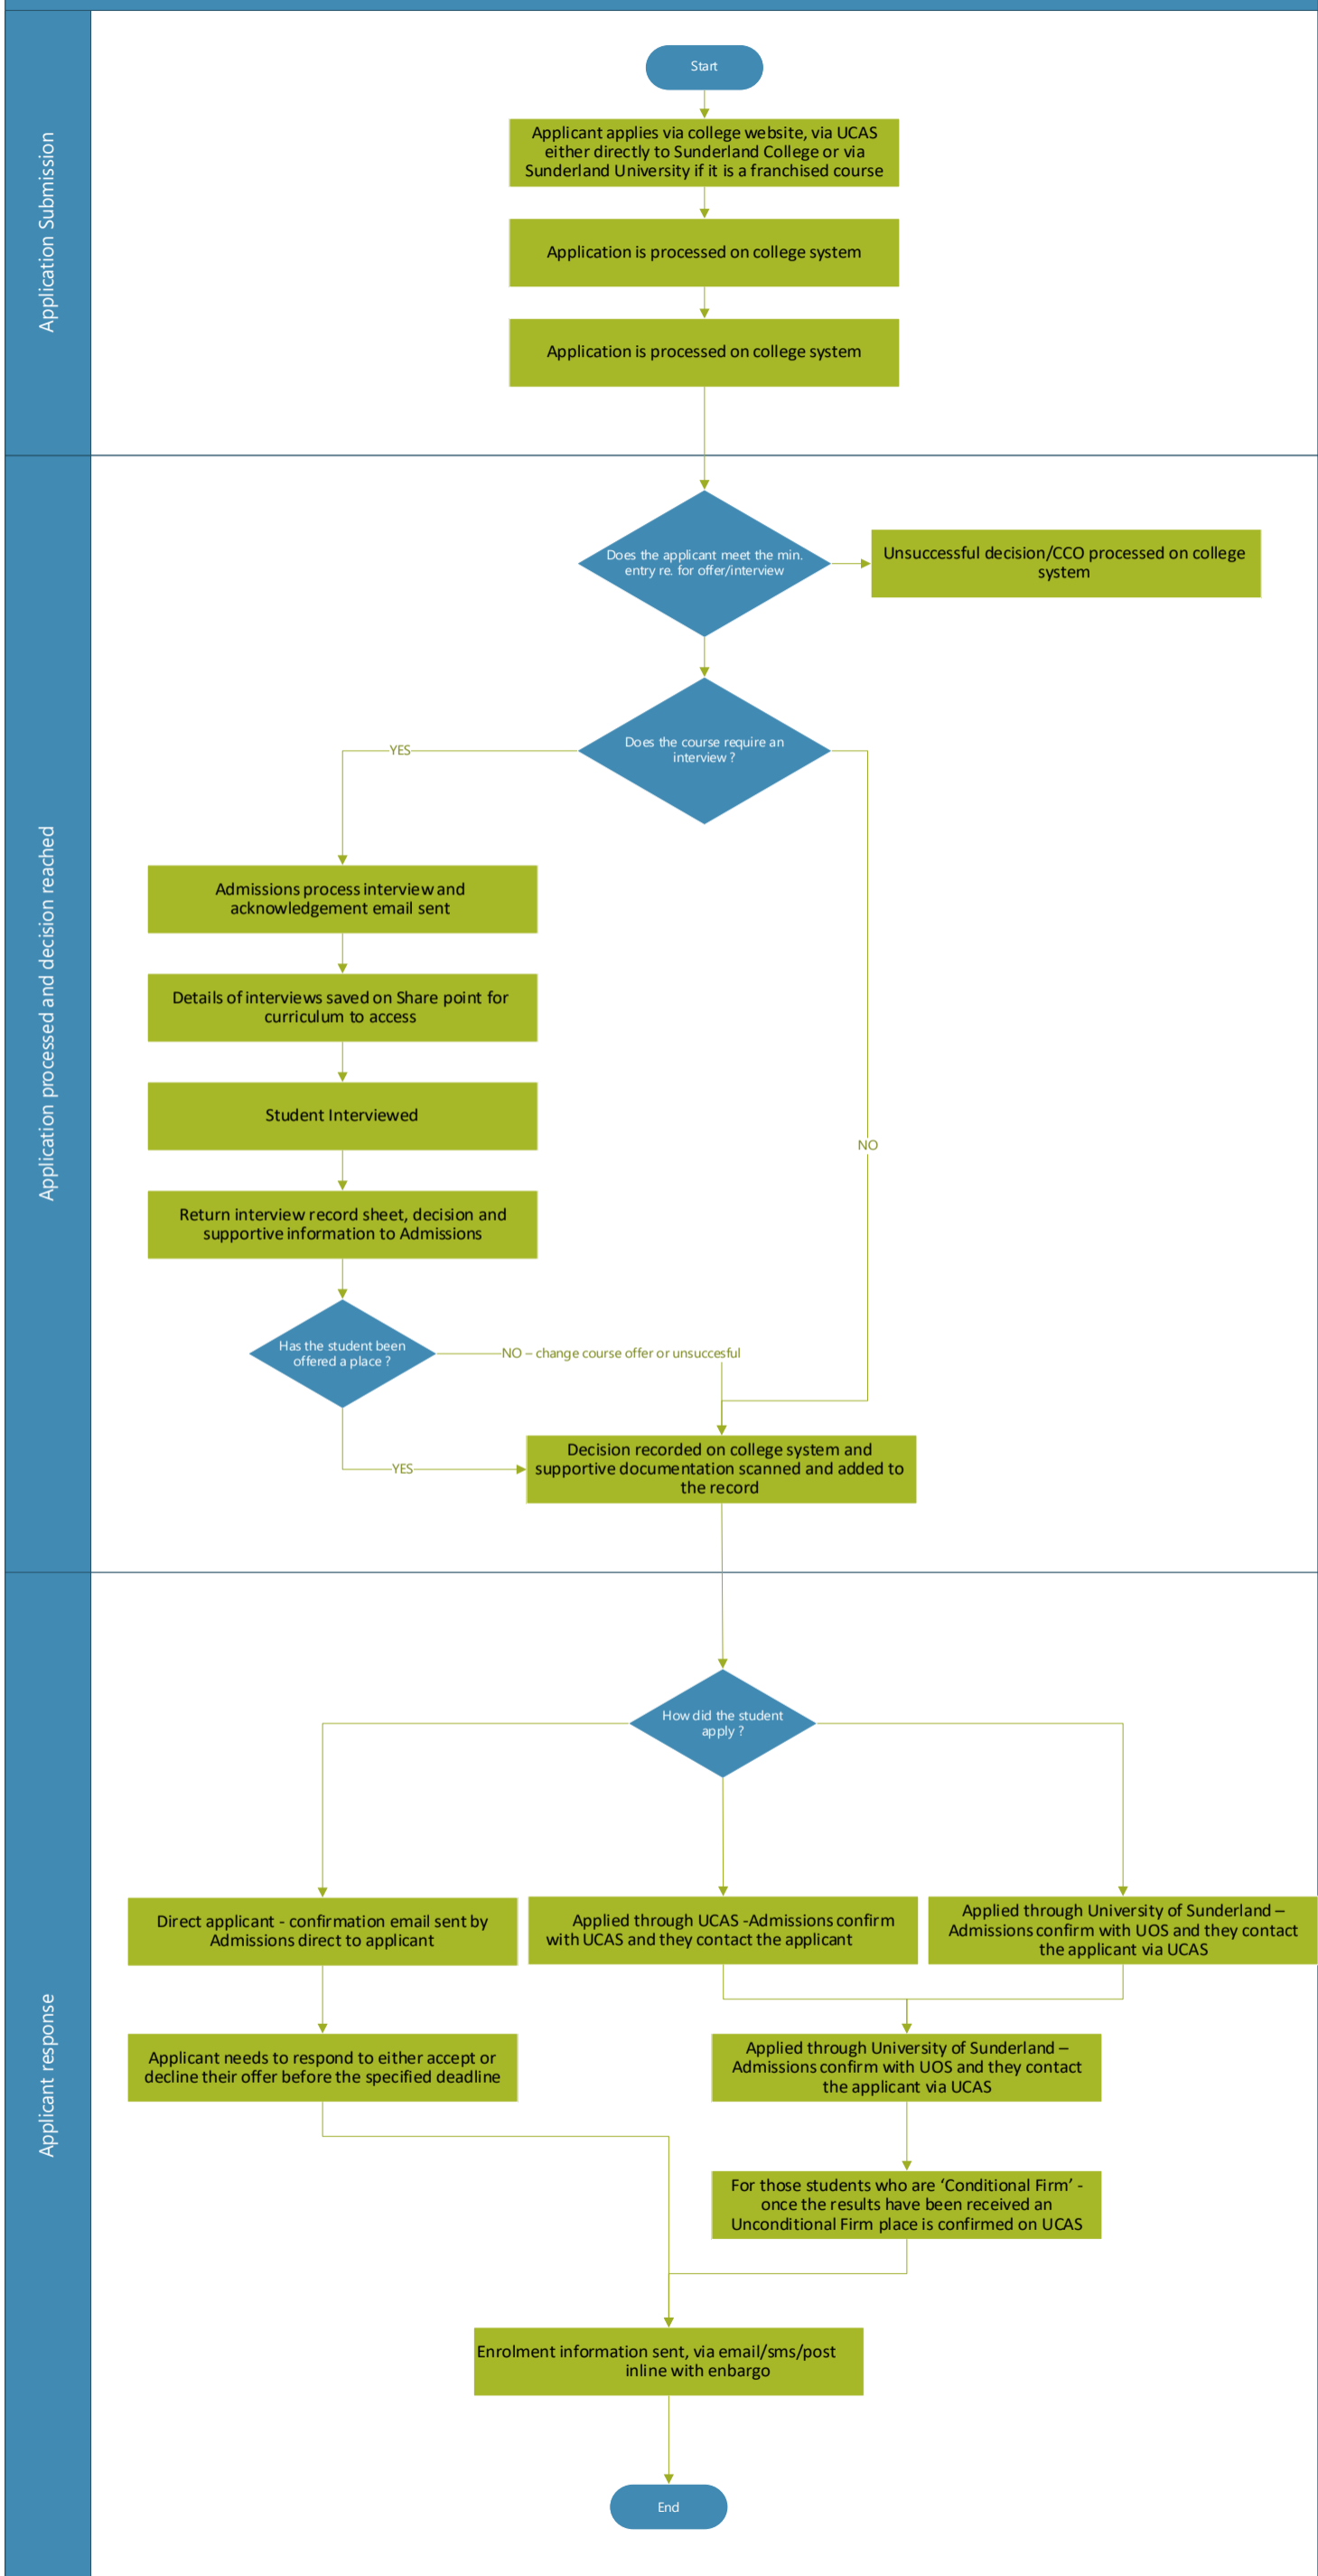 Application Submission
Start
Applicant applies via college website, via UCAS
either directly to Sunderland College or via
Sunderland University if it is a franchised course
Application is processed on college system
Application is processed on college system
Application processed and decision reached
Does the applicant meet the min.
entry re. for offer/interview
Unsuccessful decision/CCO processed on college
system
Does the course require an
interview ?
YES
NO
Admissions process interview and
acknowledgement email sent
Details of interviews saved on Share point for
curriculum to access
Student Interviewed
Return interview record sheet, decision and
supportive information to Admissions
Has the student been
offered a place ?
NO – change course offer or unsuccesful
YES
Decision recorded on college system and
supportive documentation scanned and added to
the record
Applicant response
How did the student
apply ?
Direct applicant - confirmation email sent by
Admissions direct to applicant
Applied through UCAS -Admissions confirm
with UCAS and they contact the applicant
Applied through University of Sunderland –
Admissions confirm with UOS and they contact
the applicant via UCAS
Applicant needs to respond to either accept or
decline their offer before the specified deadline
Applied through University of Sunderland –
Admissions confirm with UOS and they contact
the applicant via UCAS
For those students who are ‘Conditional Firm’ -
once the results have been received an
Unconditional Firm place is confirmed on UCAS
Enrolment information sent, via email/sms/post
inline with enbargo
End